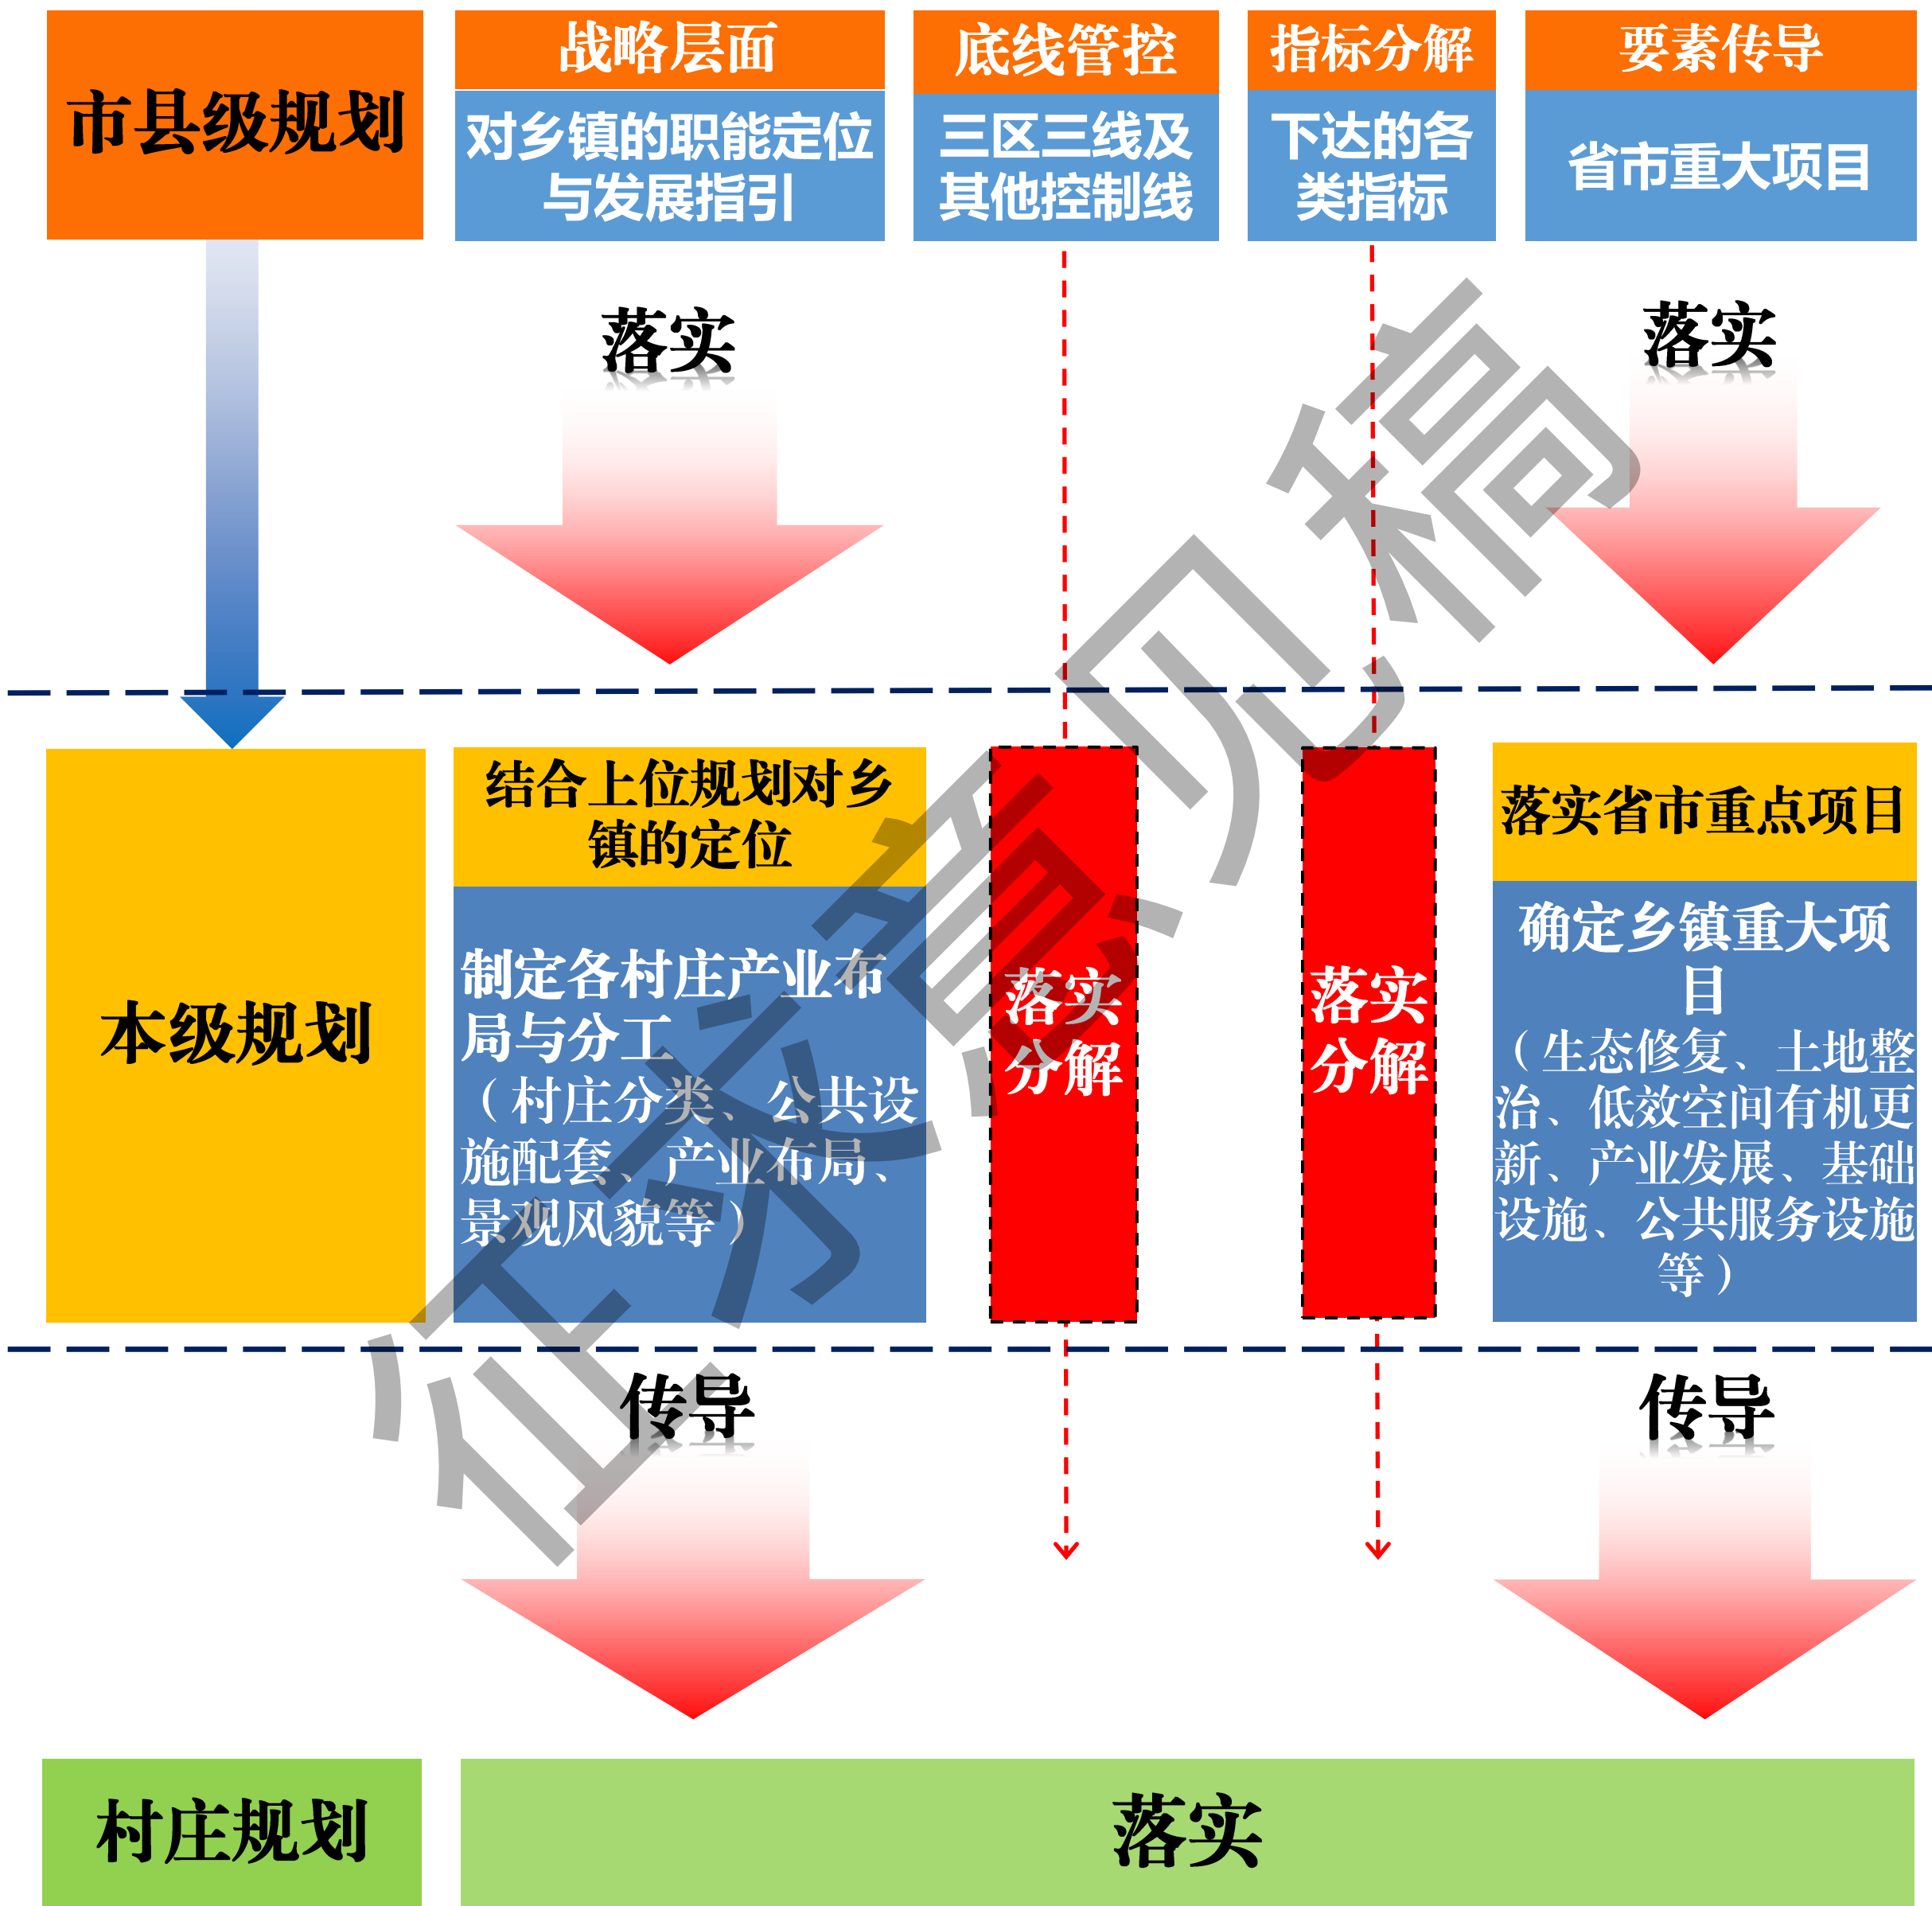 市县级规划
战略层面
对乡镇的职能定位
与发展指引
底线管控
三区三线及
其他控制线
指标分解
下达的各
类指标
要素传导
省市重大项目
落实
落实
本级规划
结合上位规划对乡
镇的定位
制定各村庄产业布
局与分工
（村庄分类、公共设
施配套、产业布局、
景观风貌等）
落实
分解
落实
分解
落实省市重点项目
确定乡镇重大项
目
（生态修复、土地整
治、低效空间有机更
新、产业发展、基础
设施、公共服务设施
等）
传导
传导
村庄规划
落实
征求意见稿